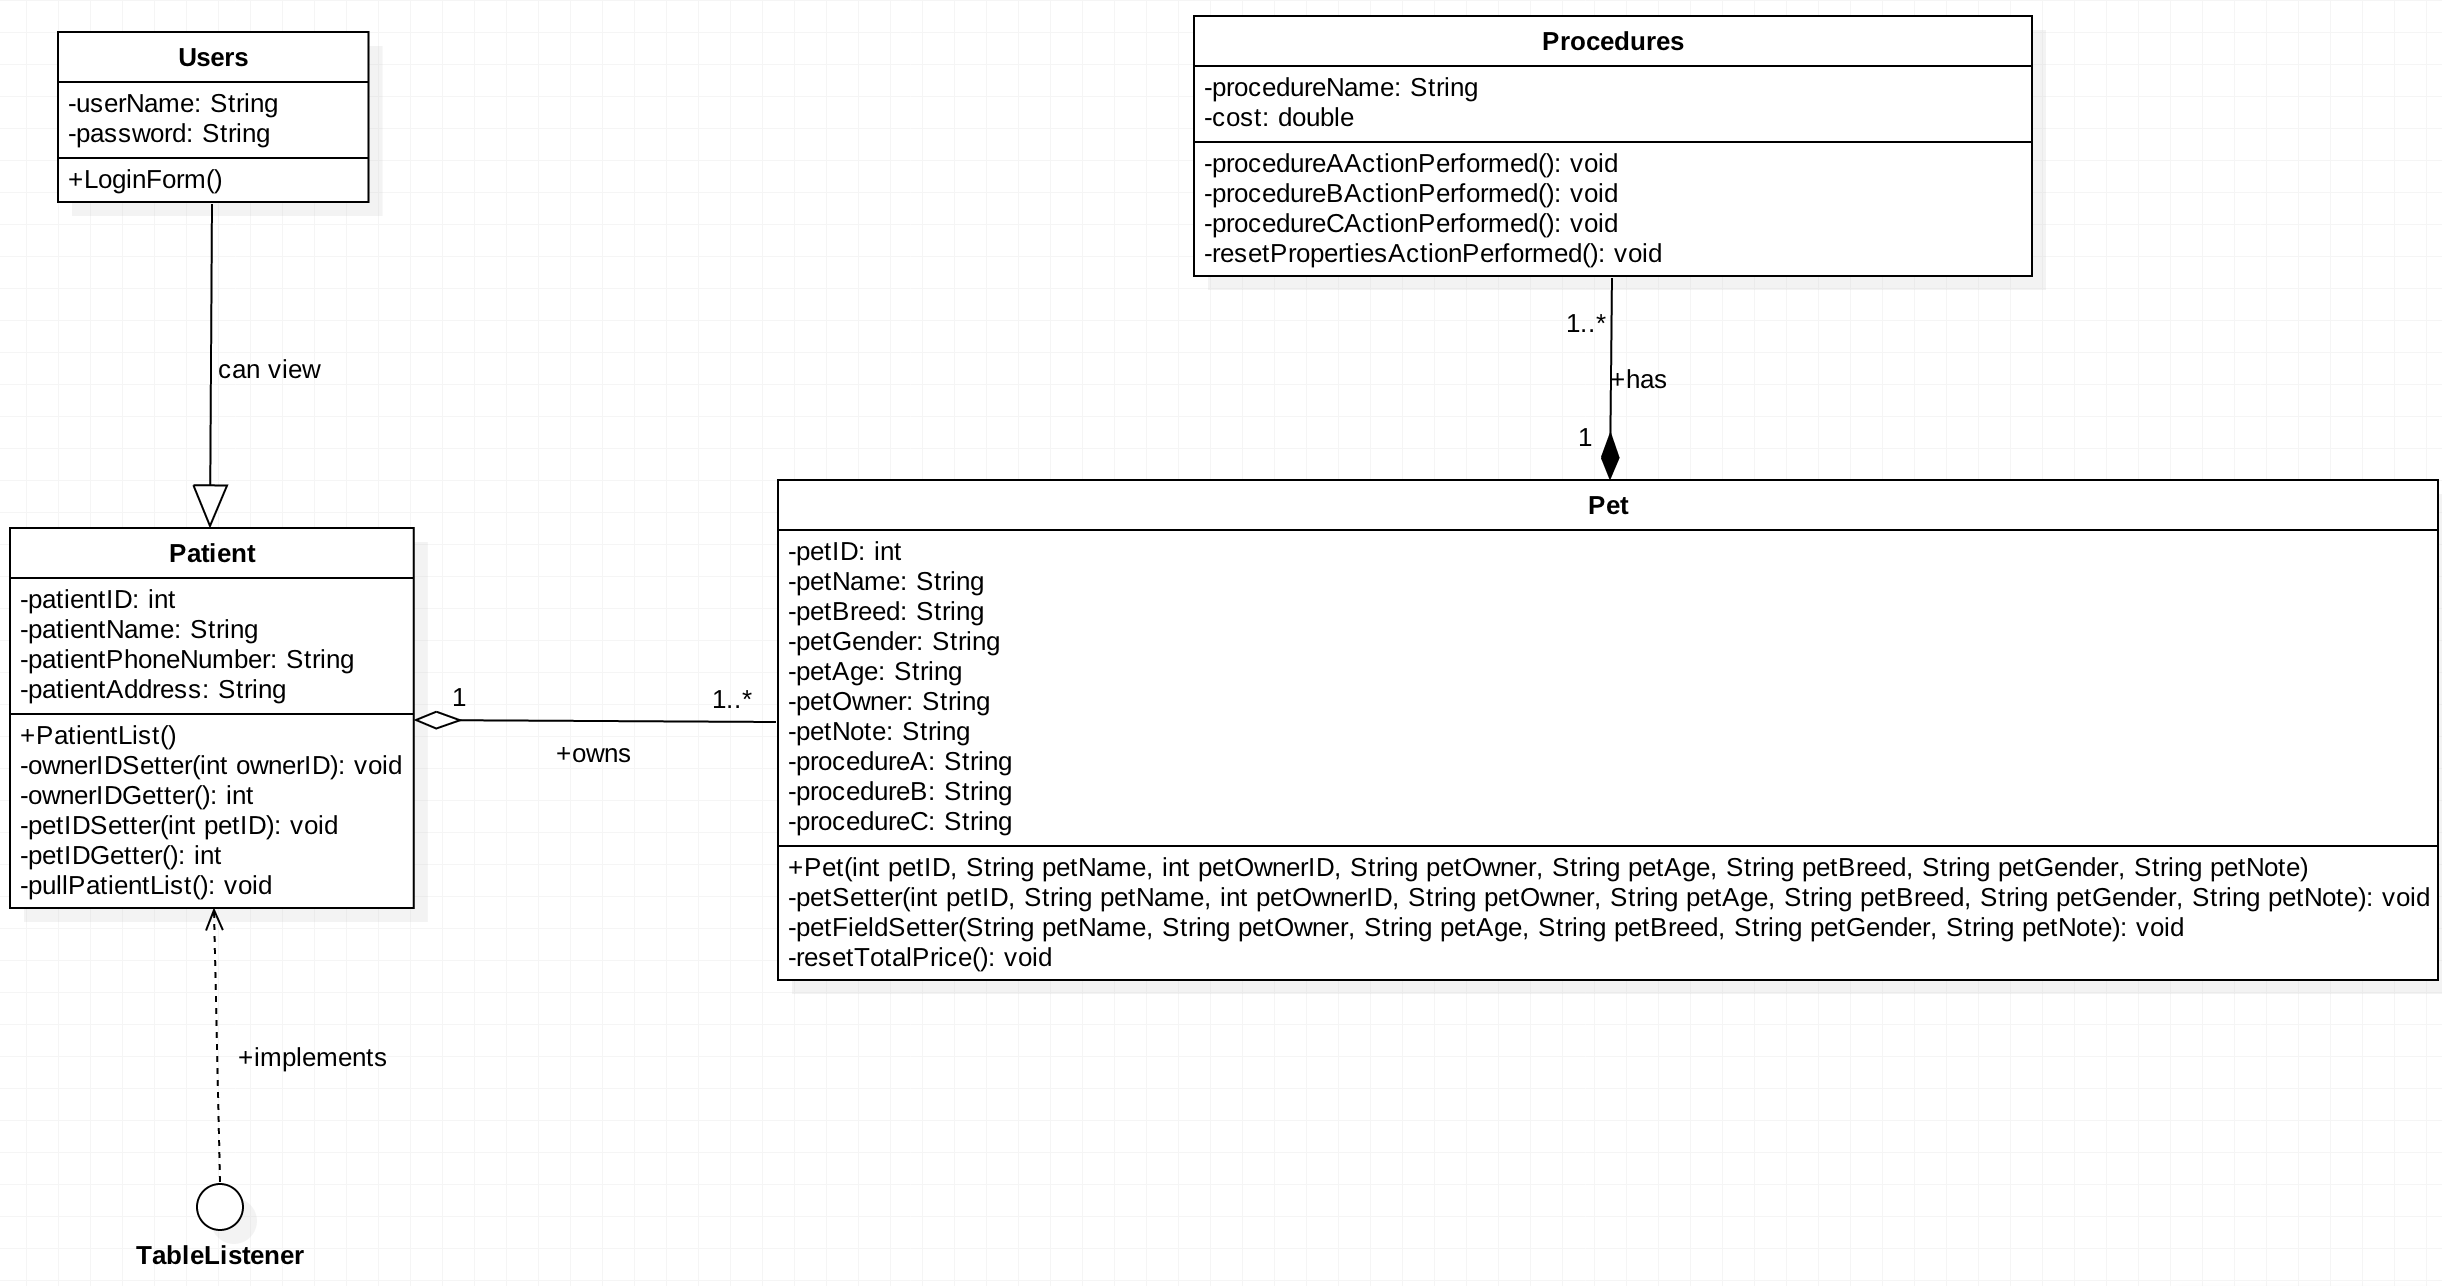 Users
-userName: String
-password: String
+LoginForm()
Procedures
-procedureName: String
-cost: double
-procedureAActionPerformed(): void
-procedureBActionPerformed(): void
-procedureCActionPerformed(): void
-resetPropertiesActionPerformed(): void
can view
1..*
+has
1
Patient
-patientID: int
-patientName: String
-patientPhoneNumber: String
-patientAddress: String
+PatientList()
-ownerIDSetter(int ownerID): void
-ownerIDGetter(): int
-petIDSetter(int petID): void
-petIDGetter(): int
-pullPatientList(): void
1
1..*
+owns
Pet
-petID: int
-petName: String
-petBreed: String
-petGender: String
-petAge: String
-petOwner: String
-petNote: String
-procedureA: String
-procedureB: String
-procedureC: String
+Pet(int petID, String petName, int petOwnerID, String petOwner, String petAge, String petBreed, String petGender, String petNote)
-petSetter(int petID, String petName, int petOwnerID, String petOwner, String petAge, String petBreed, String petGender, String petNote): void
-petFieldSetter(String petName, String petOwner, String petAge, String petBreed, String petGender, String petNote): void
-resetTotalPrice(): void
+implements
TableListener